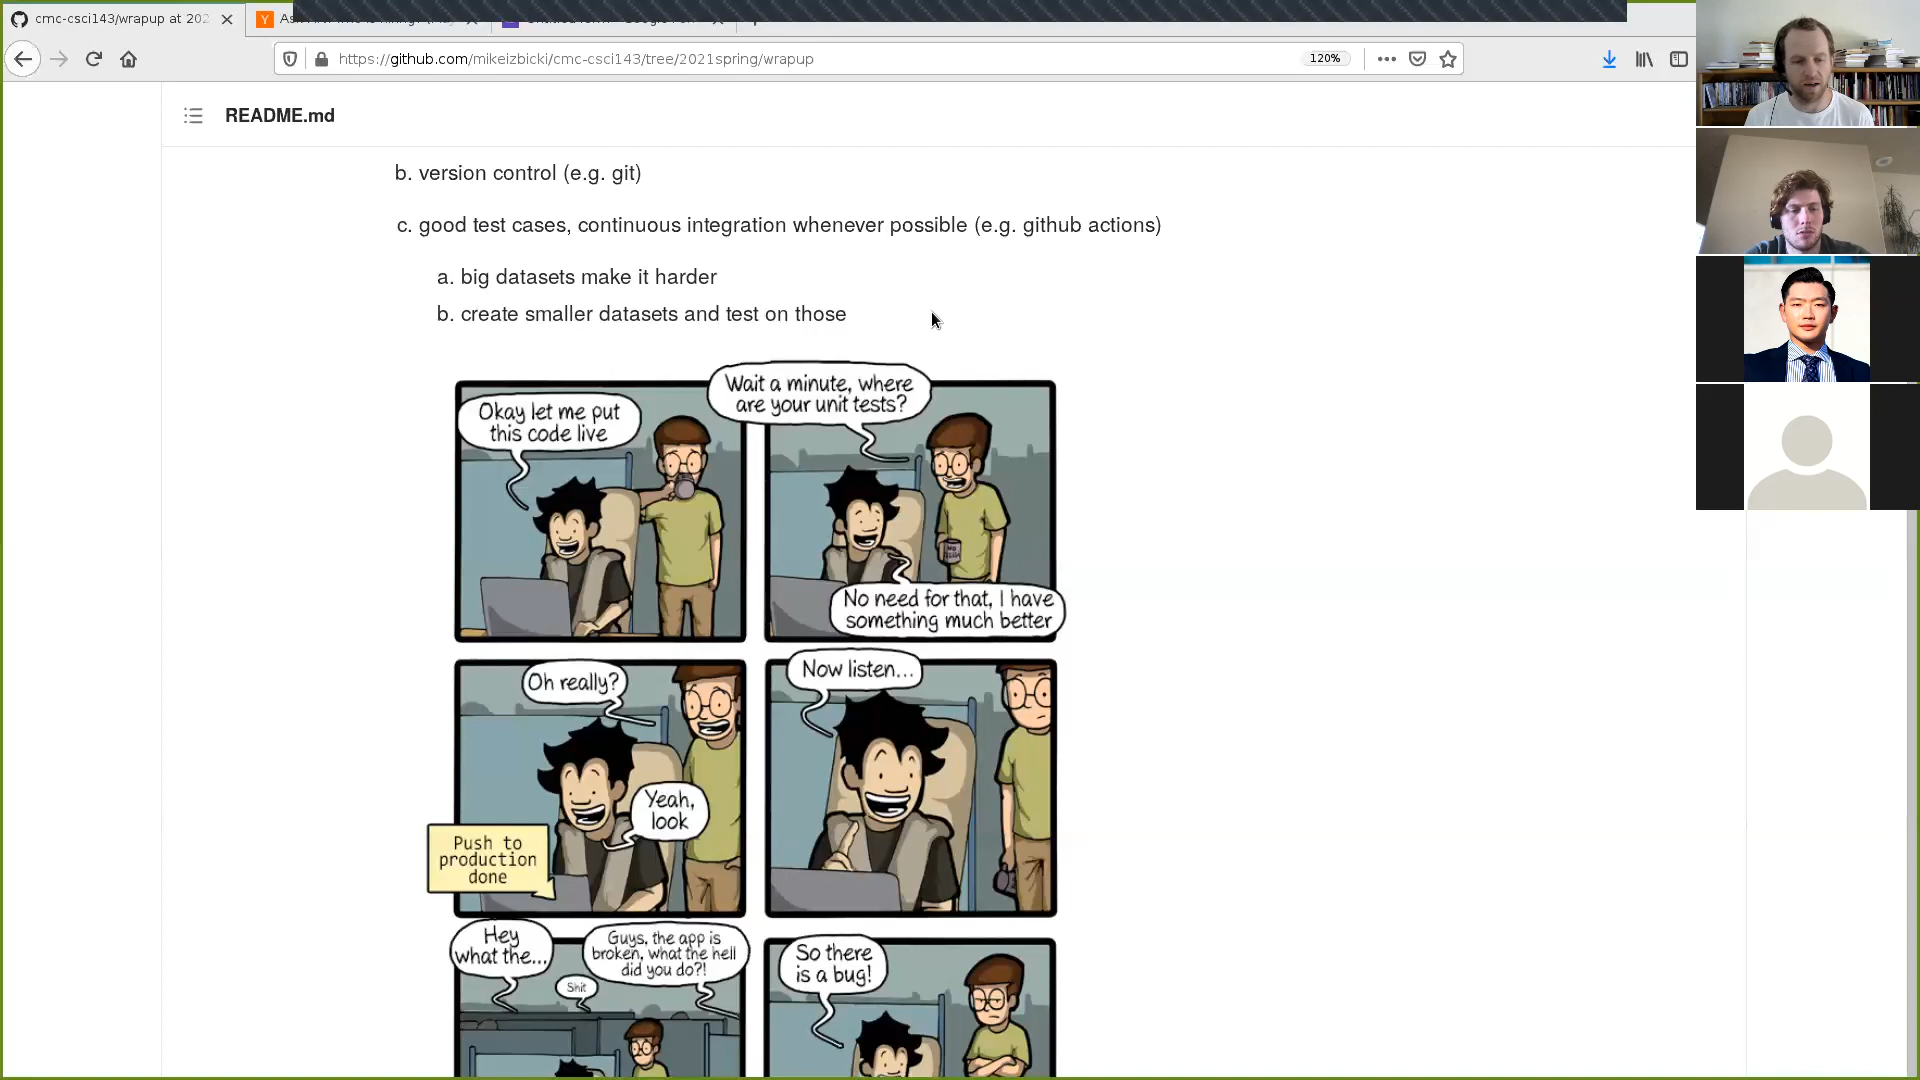 cmc-csci143/wrapup at 202
https://github.com/mikeizbicki/cmc-csci143/tree/2021spring/wrapup
120%
README.md
b. version control (e.g. git)
c. good test cases, continuous integration whenever possible (e.g. github actions)
a. big datasets make it harder
b. create smaller datasets and test on those
Okay let me put
this code live
Wait a minute, where
are your unit tests?
No need for that, I have
something much better
Oh really?
Yeah,
look
Push to
production
done
Now listen...
Hey
what the...
Shit
Guys, the app is
broken, what the hell
did you do?!
So there
is a bug!